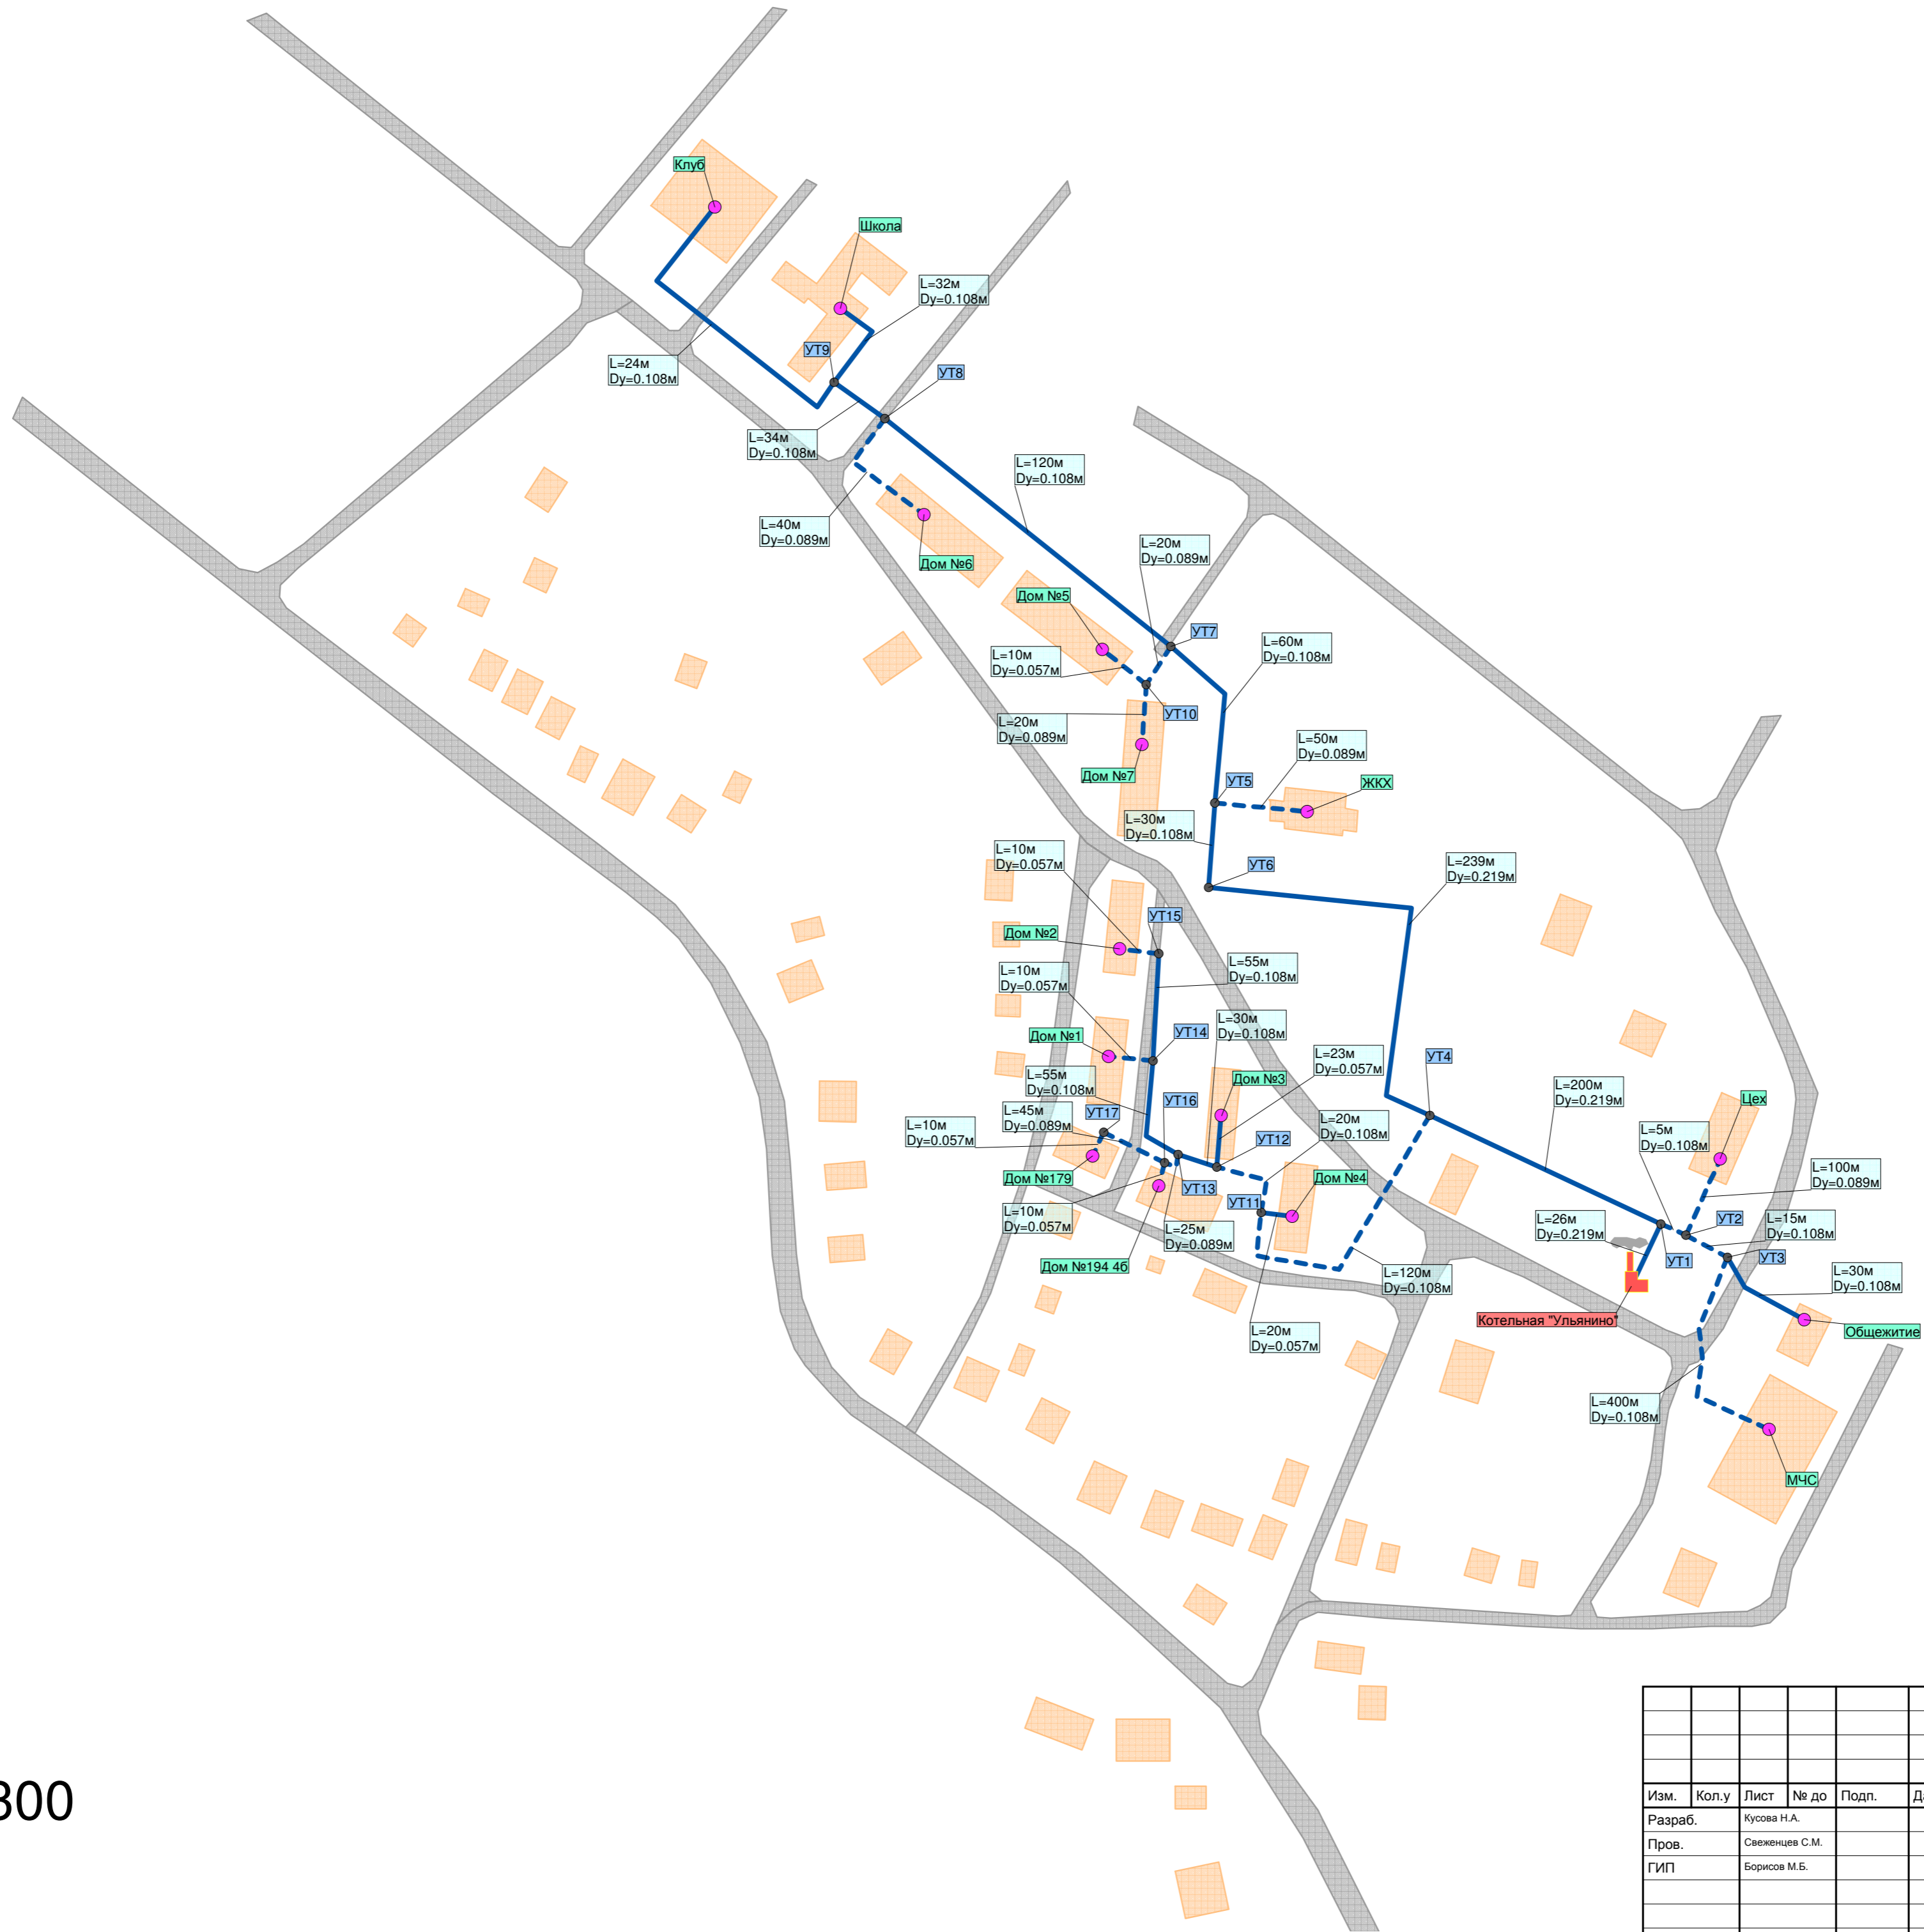 Клуб
Школа
L=32м
Dy=0.108м
УТ9
L=24м
Dy=0.108м
УТ8
L=34м
Dy=0.108м
L=120м
Dy=0.108м
L=40м
Dy=0.089м
L=20м
Dy=0.089м
Дом №6
Дом №5
УТ7
L=60м
Dy=0.108м
L=10м
Dy=0.057м
УТ10
L=20м
Dy=0.089м
L=50м
Dy=0.089м
Дом №7
УТ5
ЖКХ
L=30м
Dy=0.108м
L=10м
Dy=0.057м
УТ6
L=239м
Dy=0.219м
УТ15
Дом №2
L=55м
Dy=0.108м
L=10м
Dy=0.057м
L=30м
Dy=0.108м
Дом №1
УТ14
L=23м
Dy=0.057м
УТ4
L=55м
Dy=0.108м
УТ16
Дом №3
L=200м
Dy=0.219м
Цех
L=45м
Dy=0.089м
УТ17
L=10м
Dy=0.057м
L=20м
Dy=0.108м
L=5м
Dy=0.108м
УТ12
L=100м
Dy=0.089м
Дом №179
УТ13
Дом №4
УТ11
L=10м
Dy=0.057м
L=26м
Dy=0.219м
УТ2
L=15м
Dy=0.108м
L=25м
Dy=0.089м
УТ1
УТ3
Дом №194 4б
L=120м
Dy=0.108м
L=30м
Dy=0.108м
Котельная "Ульянино"
L=20м
Dy=0.057м
Общежитие
L=400м
Dy=0.108м
МЧС
300
Изм. Кол.у Лист № до Подп.
Разраб. Кусова Н.А.
Пров. Свеженцев С.М.
ГИП Борисов М.Б.